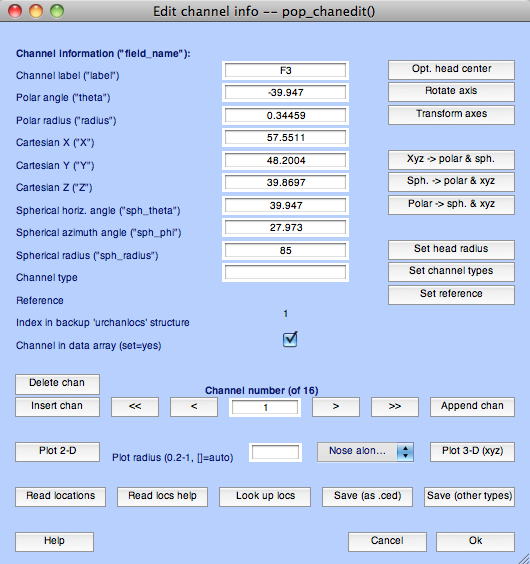 Edit channel info -- pop_chanedit()
Channel information ("field_name"):
Channel label ("label") F3 Opt. head center
Polar angle ("theta") -39.947 Rotate axis
Polar radius ("radius") 0.34459 Transform axes
Cartesian X ("X") 57.5511
Cartesian Y ("Y") 48.2004 Xyz -> polar & sph.
Cartesian Z ("Z") 39.8697 Sph. -> polar & xyz
Spherical horiz. angle ("sph_theta") 39.947 Polar -> sph. & xyz
Spherical azimuth angle ("sph_phi") 27.973
Spherical radius ("sph_radius") 85 Set head radius
Channel type Set channel types
Reference Set reference
Index in backup 'urchanlocs' structure 1
Channel in data array (set=yes)
Delete chan Channel number (of 16)
Insert chan << < 1 > >> Append chan
Plot 2-D Plot radius (0.2-1, []=auto) Nose alon... Plot 3-D (xyz)
Read locations Read locs help Look up locs Save (as .ced) Save (other types)
Help Cancel Ok